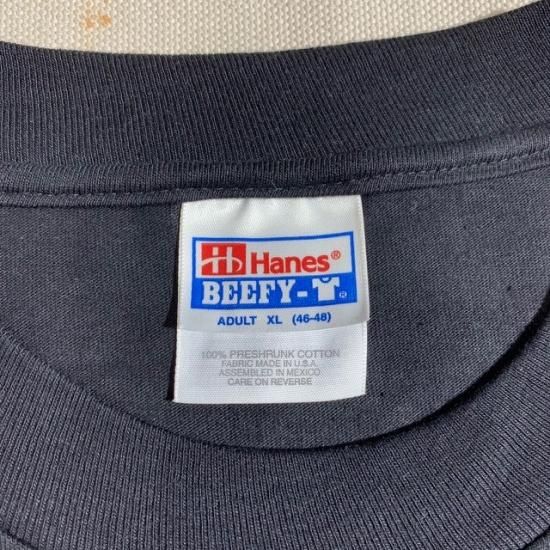 Hanes®
BEEFY-T®
ADULT XL (46-48)
100% PRESHRUNK COTTON
FABRIC MADE IN U.S.A.
ASSEMBLED IN MEXICO
CARE ON REVERSE